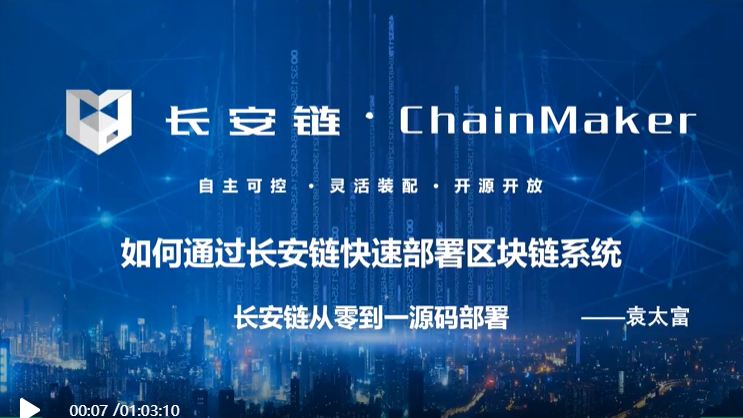 长安链·ChainMaker
自主可控 · 灵活装配 · 开源开放
如何通过长安链快速部署区块链系统
长安链从零到一源码部署 ——袁太富
00:07 /01:03:10